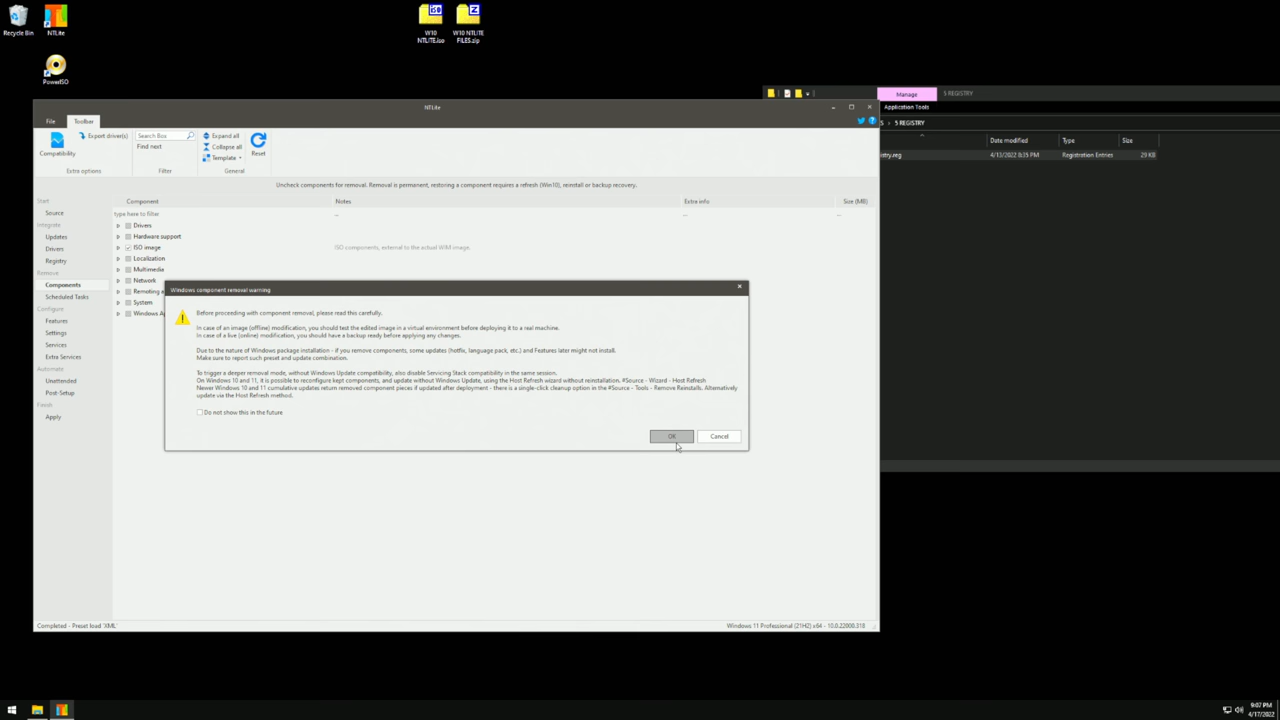 Recycle Bin
NTLite
PowerISO
W10
NTLITE.iso
W10 NTLITE
FILES.zip
NTLite
File
Toolbar
Compatibility
Export driver(s)
Extra options
Search Box
Find next
Filter
Expand all
Collapse all
Template
General
Reset
Uncheck components for removal. Removal is permanent, restoring a component requires a refresh (Win10), reinstall or backup recovery.
Start
Source
Integrate
Updates
Drivers
Registry
Remove
Components
Scheduled Tasks
Configure
Features
Settings
Services
Extra Services
Automate
Unattended
Post-Setup
Finish
Apply
Component Notes Extra info Size (MB)
type here to filter ... ... ...
Drivers
Hardware support
ISO image ISO components, external to the actual WIM image.
Localization
Multimedia
Network
Remoting a
System
Windows Ap
Windows component removal warning
Before proceeding with component removal, please read this carefully.
In case of an image (offline) modification, you should test the edited image in a virtual environment before deploying it to a real machine.
In case of a live (online) modification, you should have a backup ready before applying any changes.
Due to the nature of Windows package installation - if you remove components, some updates (hotfix, language pack, etc.) and Features later might not install.
Make sure to report such preset and update combination.
To trigger a deeper removal mode, without Windows Update compatibility, also disable Servicing Stack compatibility in the same session.
On Windows 10 and 11, it is possible to reconfigure kept components, and update without Windows Update, using the Host Refresh wizard without reinstallation. #Source - Wizard - Host Refresh
Newer Windows 10 and 11 cumulative updates return removed component pieces if updated after deployment - there is a single-click cleanup option in the #Source - Tools - Remove Reinstalls. Alternatively
update via the Host Refresh method.
Do not show this in the future
OK
Cancel
Completed - Preset load 'XML'
Windows 11 Professional (21H2) x64 - 10.0.22000.318
Manage
5 REGISTRY
Application Tools
S > 5 REGISTRY
Date modified Type Size
istry.reg 4/13/2022 8:35 PM Registration Entries 29 KB
9:07 PM
4/17/2022